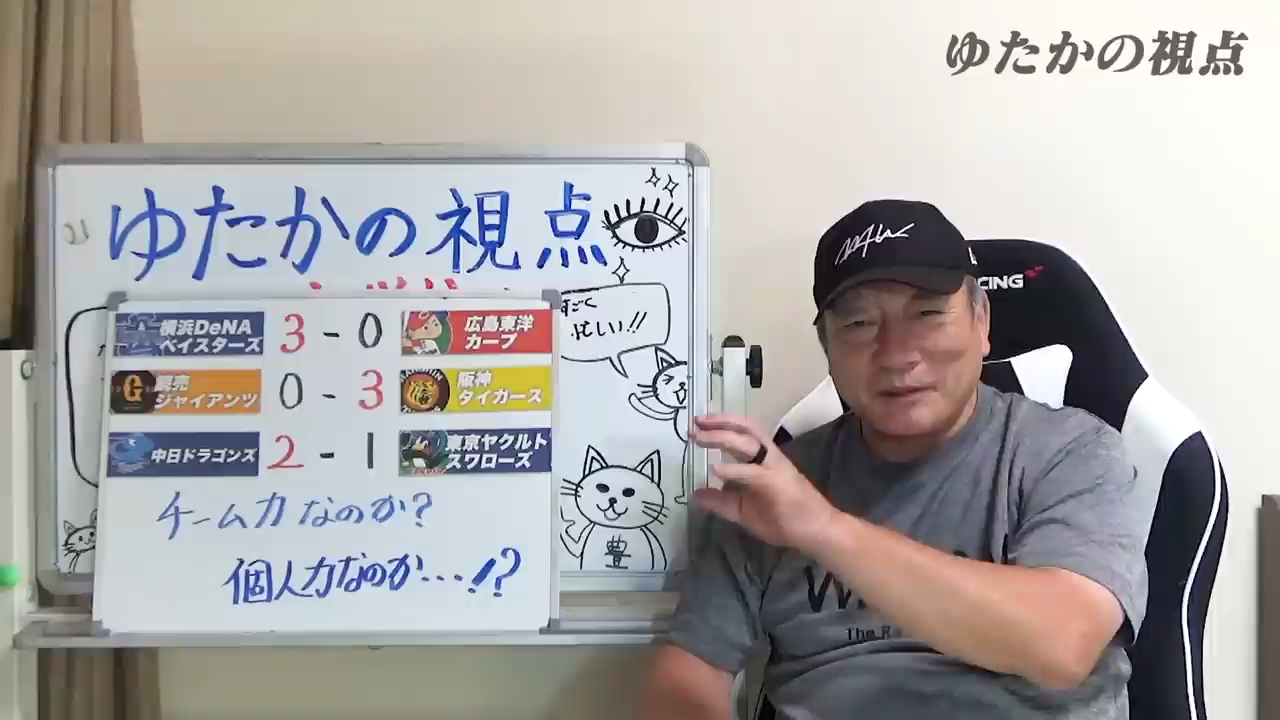 ゆたかの視点
ゆたかの視点
すごく
忙しい!!
横浜DeNA
ベイスターズ
3 - 0
広島東洋
カープ
読売
ジャイアンツ
0 - 3
阪神
タイガース
中日ドラゴンズ
2 - 1
東京ヤクルト
スワローズ
チーム力なのか?
個人力なのか…!?
豊
CING
The R